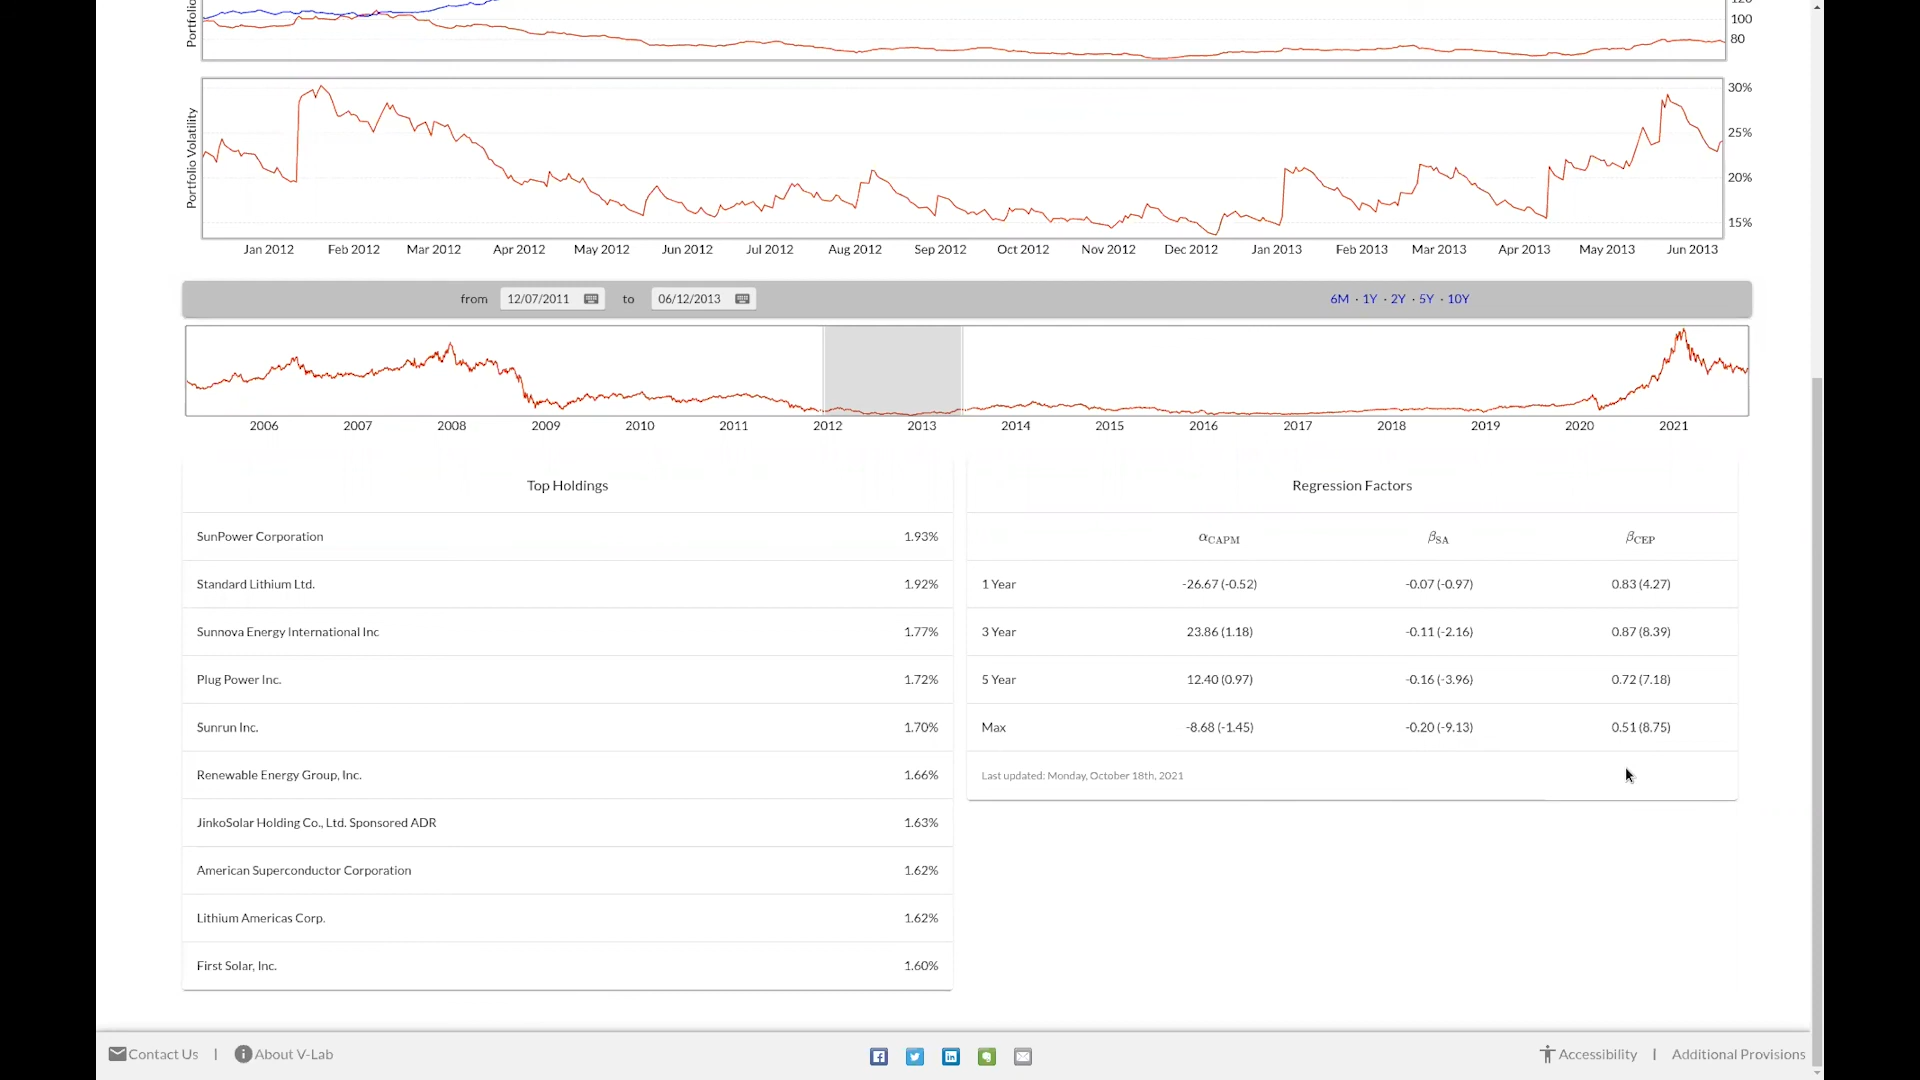 Portfolio
120
100
80
Portfolio Volatility
30%
25%
20%
15%
Jan 2012 Feb 2012 Mar 2012 Apr 2012 May 2012 Jun 2012 Jul 2012 Aug 2012 Sep 2012 Oct 2012 Nov 2012 Dec 2012 Jan 2013 Feb 2013 Mar 2013 Apr 2013 May 2013 Jun 2013
from 12/07/2011 to 06/12/2013 6M · 1Y · 2Y · 5Y · 10Y
2006 2007 2008 2009 2010 2011 2012 2013 2014 2015 2016 2017 2018 2019 2020 2021
Top Holdings
SunPower Corporation 1.93%
Standard Lithium Ltd. 1.92%
Sunnova Energy International Inc 1.77%
Plug Power Inc. 1.72%
Sunrun Inc. 1.70%
Renewable Energy Group, Inc. 1.66%
JinkoSolar Holding Co., Ltd. Sponsored ADR 1.63%
American Superconductor Corporation 1.62%
Lithium Americas Corp. 1.62%
First Solar, Inc. 1.60%
Regression Factors
αCAPM βSA βCEP
1 Year -26.67 (-0.52) -0.07 (-0.97) 0.83 (4.27)
3 Year 23.86 (1.18) -0.11 (-2.16) 0.87 (8.39)
5 Year 12.40 (0.97) -0.16 (-3.96) 0.72 (7.18)
Max -8.68 (-1.45) -0.20 (-9.13) 0.51 (8.75)
Last updated: Monday, October 18th, 2021
Contact Us | About V-Lab
Accessibility | Additional Provisions